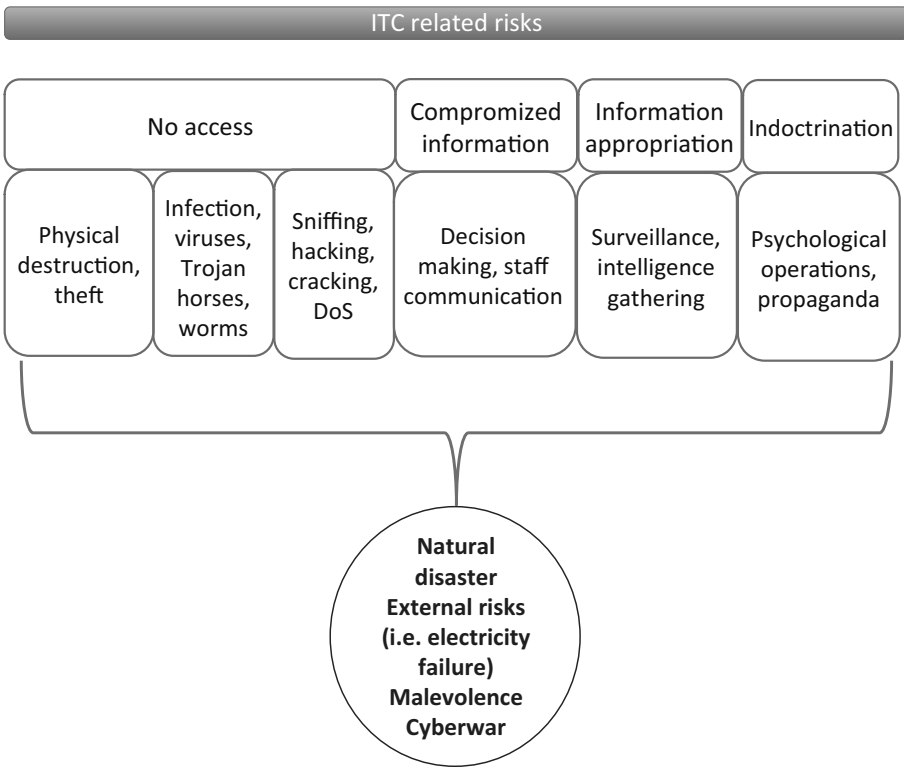 ITC related risks
No access
Compromized
information
Information
appropriation
Indoctrination
Physical
destruction,
theft
Infection,
viruses,
Trojan
horses,
worms
Sniffing,
hacking,
cracking,
DoS
Decision
making, staff
communication
Surveillance,
intelligence
gathering
Psychological
operations,
propaganda
Natural
disaster
External risks
(i.e. electricity
failure)
Malevolence
Cyberwar